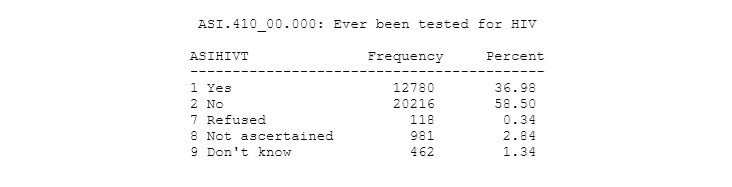 ASI.410_00.000: Ever been tested for HIV
ASIHIVT Frequency Percent
------------------------------------------
1 Yes 12780 36.98
2 No 20216 58.50
7 Refused 118 0.34
8 Not ascertained 981 2.84
9 Don't know 462 1.34